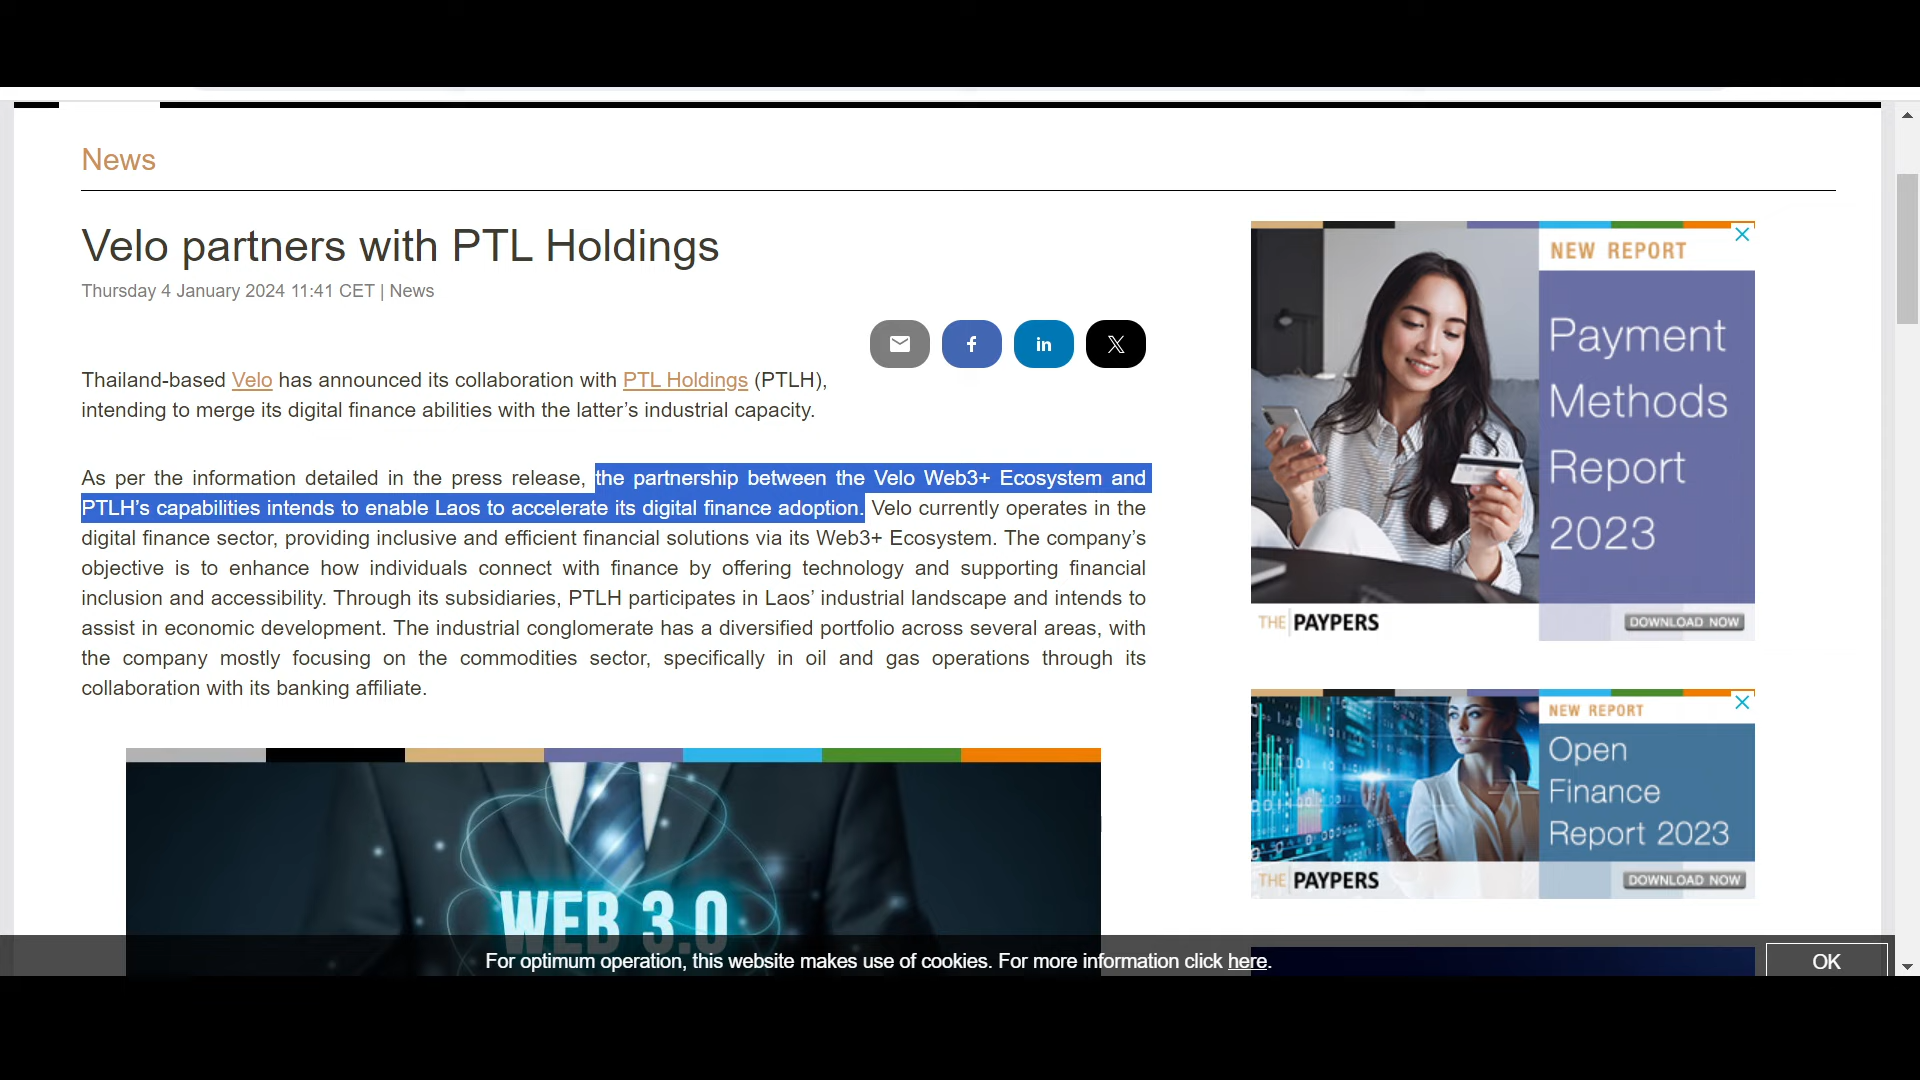 News
Velo partners with PTL Holdings
Thursday 4 January 2024 11:41 CET | News
Thailand-based Velo has announced its collaboration with PTL Holdings (PTLH),
intending to merge its digital finance abilities with the latter’s industrial capacity.
As per the information detailed in the press release, the partnership between the Velo Web3+ Ecosystem and
PTLH’s capabilities intends to enable Laos to accelerate its digital finance adoption. Velo currently operates in the
digital finance sector, providing inclusive and efficient financial solutions via its Web3+ Ecosystem. The company’s
objective is to enhance how individuals connect with finance by offering technology and supporting financial
inclusion and accessibility. Through its subsidiaries, PTLH participates in Laos’ industrial landscape and intends to
assist in economic development. The industrial conglomerate has a diversified portfolio across several areas, with
the company mostly focusing on the commodities sector, specifically in oil and gas operations through its
collaboration with its banking affiliate.
WEB 3.0
NEW REPORT
Payment
Methods
Report
2023
THE PAYPERS
DOWNLOAD NOW
NEW REPORT
Open
Finance
Report 2023
THE PAYPERS
DOWNLOAD NOW
For optimum operation, this website makes use of cookies. For more information click here.
OK